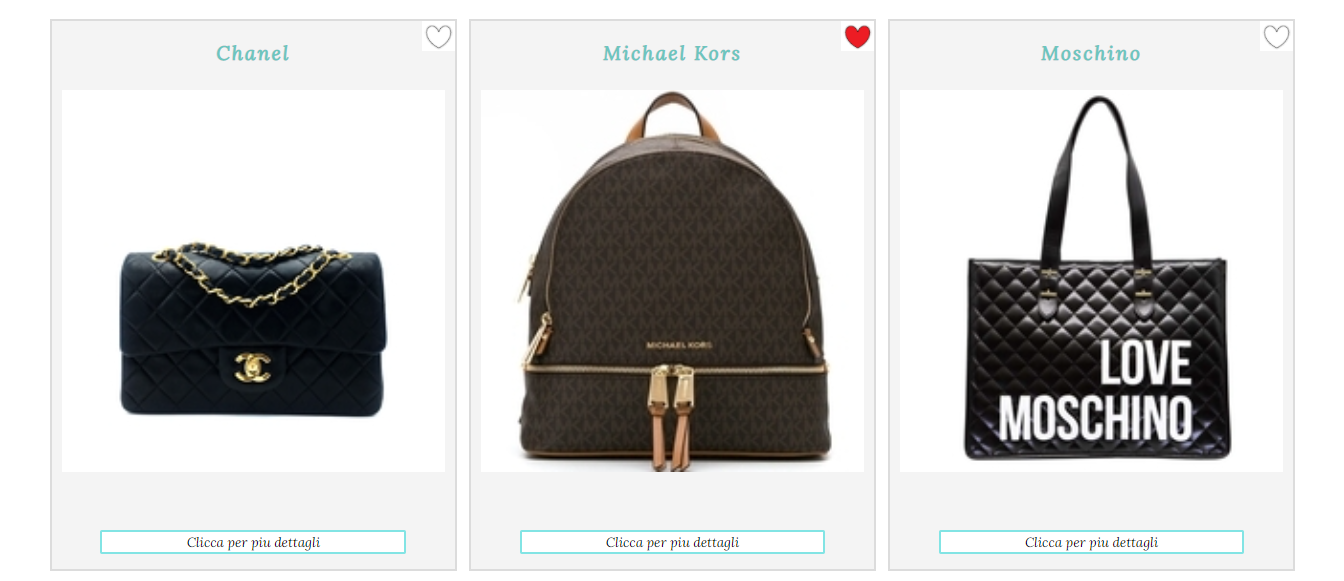 Chanel
Michael Kors
Moschino
MICHAEL KORS
LOVE
MOSCHINO
Clicca per piu dettagli
Clicca per piu dettagli
Clicca per piu dettagli